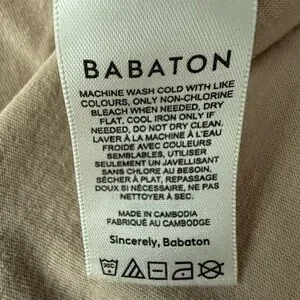 BABATON
MACHINE WASH COLD WITH LIKE
COLOURS, ONLY NON-CHLORINE
BLEACH WHEN NEEDED, DRY
FLAT. COOL IRON ONLY IF
NEEDED, DO NOT DRY CLEAN.
LAVER À LA MACHINE À L'EAU
FROIDE AVEC COULEURS
SEMBLABLES, UTILISER
SEULEMENT UN JAVELLISANT
SANS CHLORE AU BESOIN,
SÉCHER À PLAT, REPASSAGE
DOUX SI NÉCESSAIRE, NE PAS
NETTOYER À SEC.
MADE IN CAMBODIA
FABRIQUÉ AU CAMBODGE
Sincerely, Babaton